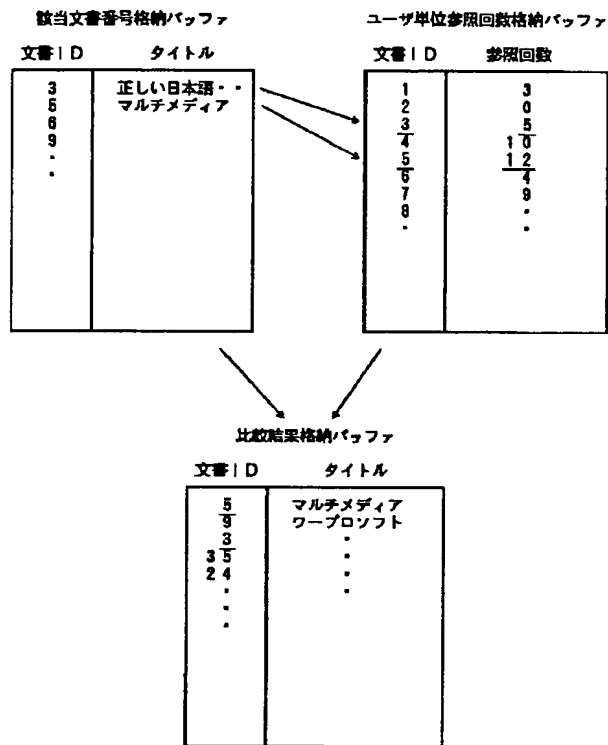 該当文書番号格納バッファ
文書ID タイトル
3 正しい日本語・・
5 マルチメディア
6
9
・
・
ユーザ単位参照回数格納バッファ
文書ID 参照回数
1 3
2 0
3 5
4 10
5 12
6 4
7 9
8 ・
・ ・
比較結果格納バッファ
文書ID タイトル
5 マルチメディア
9 ワープロソフト
3 ・
35 ・
24 ・
・ ・
・
・